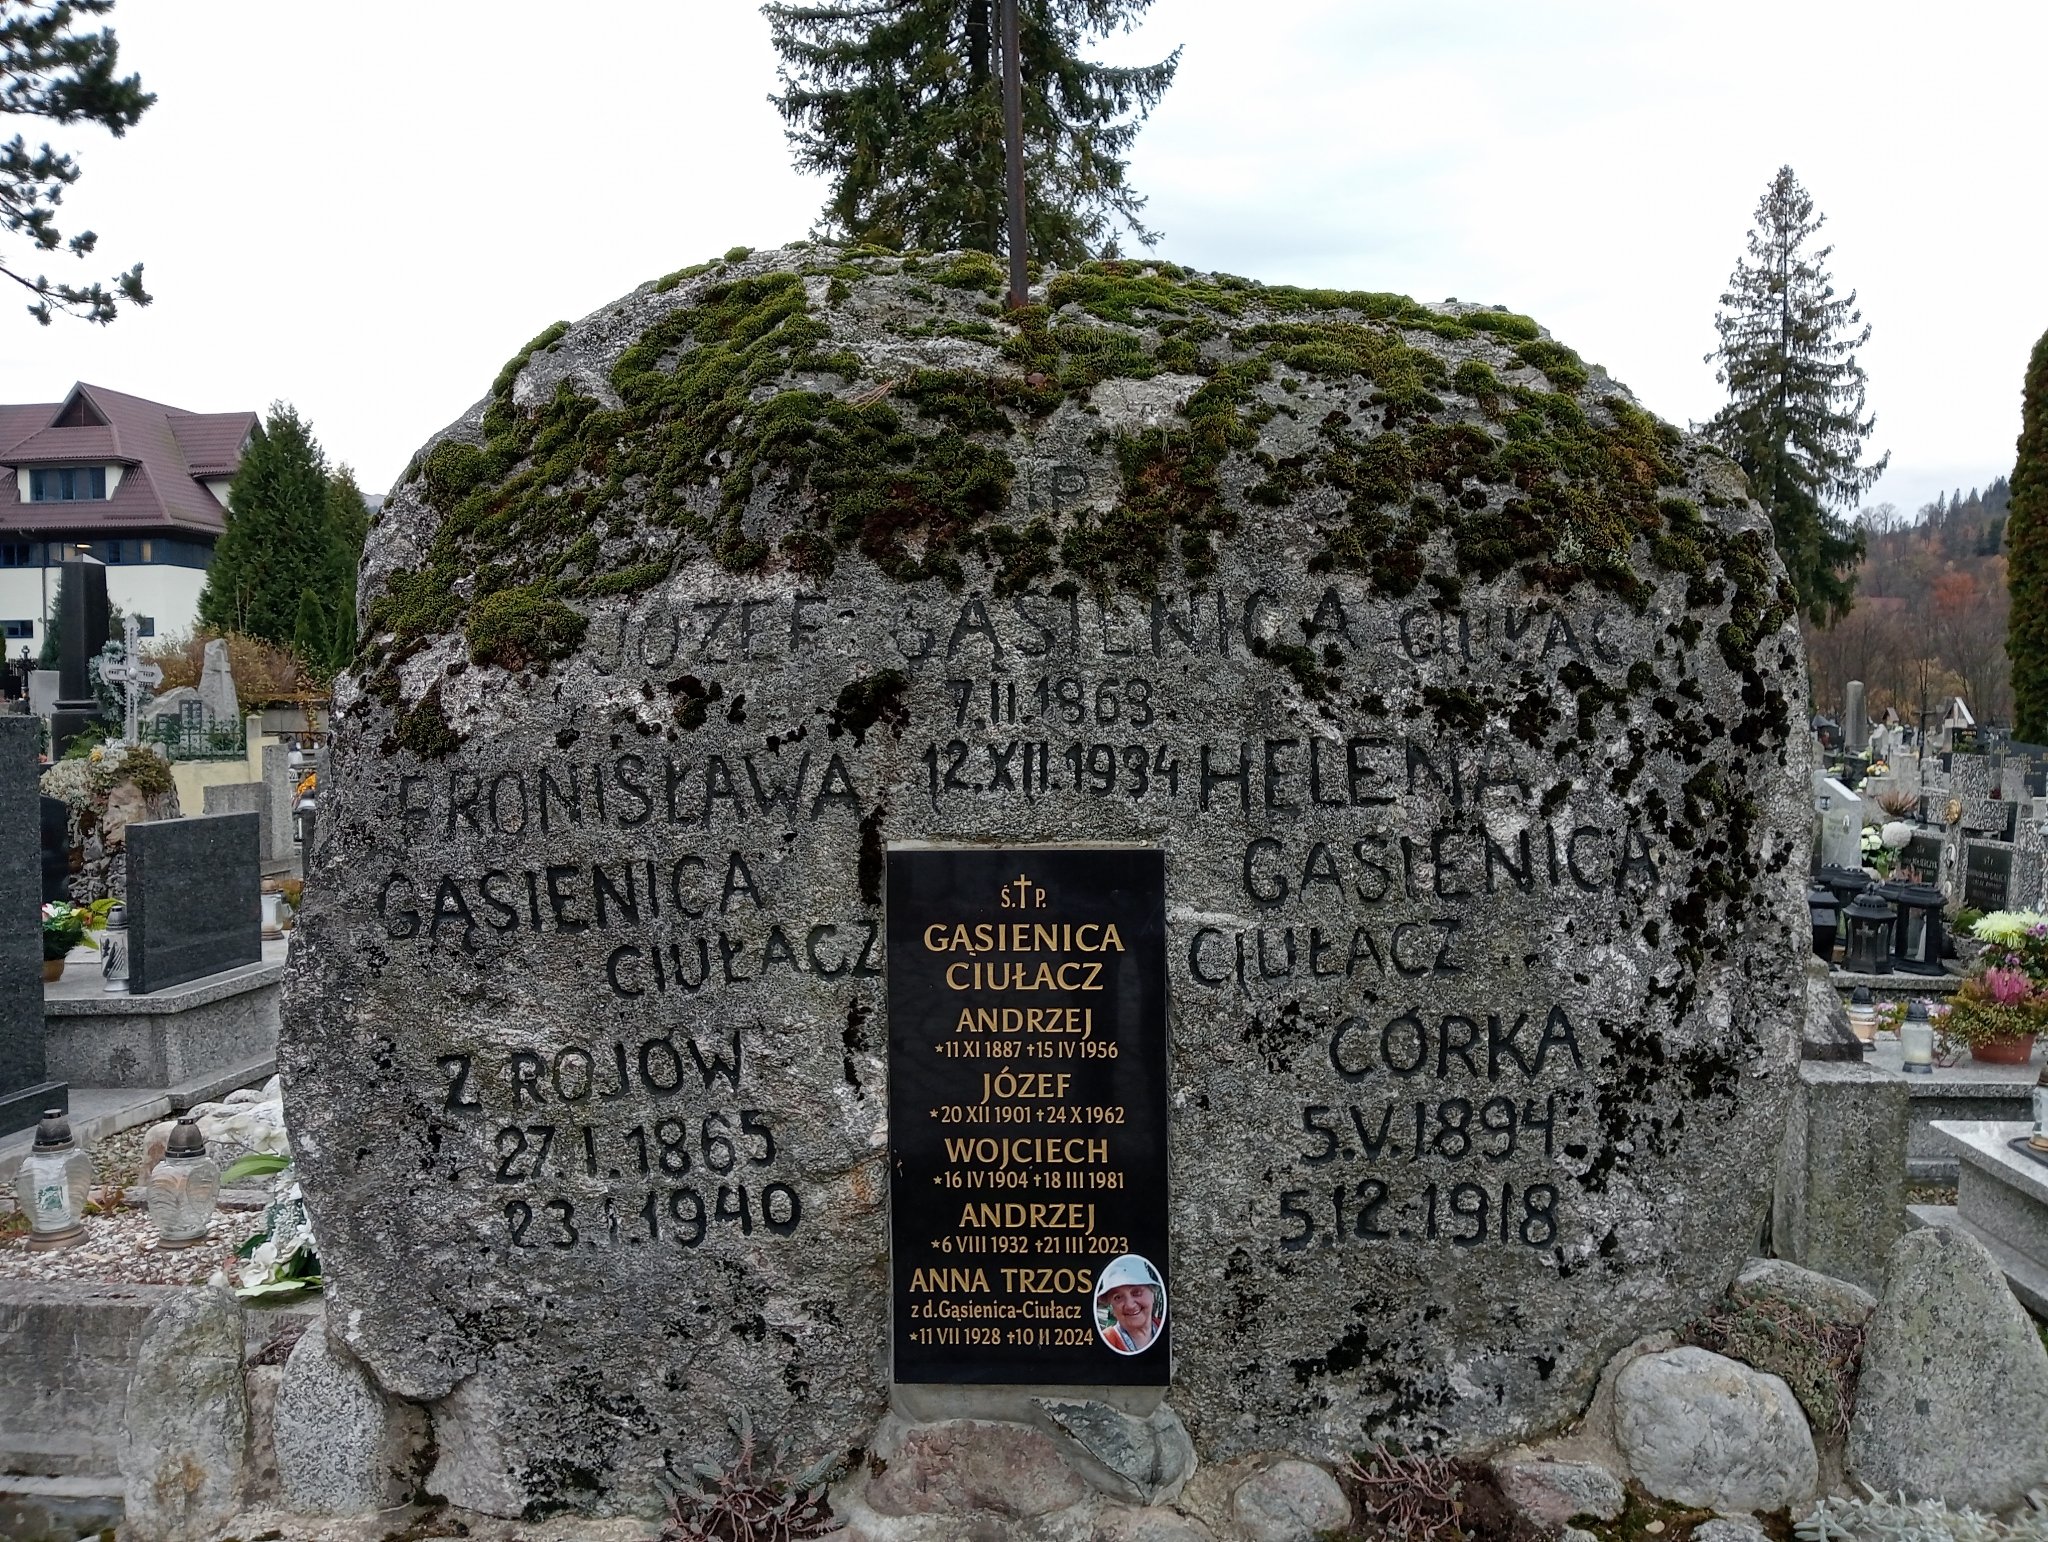 P
JÓZEF GĄSIENICA CIUŁAC
7.II.1868
12.XII.1934
BRONISŁAWA
GĄSIENICA
CIUŁACZ
Z ROJÓW
27.I.1865
23.I.1940
HELENA
GĄSIENICA
CIUŁACZ
CÓRKA
5.V.1894
5.12.1918
Ś.†P.
GĄSIENICA
CIUŁACZ
ANDRZEJ
*11 XI 1887 †15 IV 1956
JÓZEF
*20 XII 1901 †24 X 1962
WOJCIECH
*16 IV 1904 †18 III 1981
ANDRZEJ
*6 VIII 1932 †21 III 2023
ANNA TRZOS
z d.Gąsienica-Ciułacz
*11 VII 1928 †10 II 2024